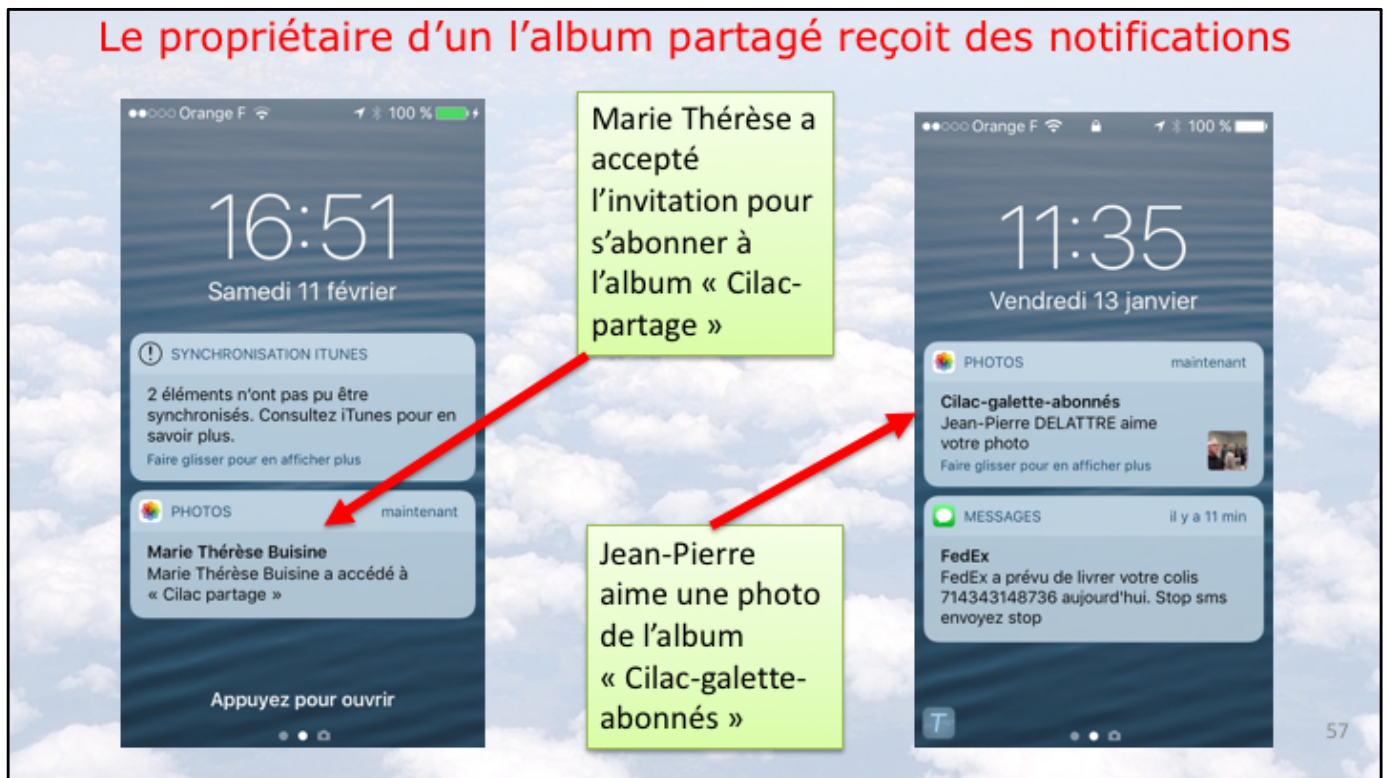 Le propriétaire d’un l’album partagé reçoit des notifications
Orange F 100 %
16:51
Samedi 11 février
SYNCHRONISATION ITUNES
2 éléments n'ont pas pu être
synchronisés. Consultez iTunes pour en
savoir plus.
Faire glisser pour en afficher plus
PHOTOS maintenant
Marie Thérèse Buisine
Marie Thérèse Buisine a accédé à
« Cilac partage »
Appuyez pour ouvrir
Marie Thérèse a
accepté
l’invitation pour
s’abonner à
l’album « Cilac-
partage »
Jean-Pierre
aime une photo
de l’album
« Cilac-galette-
abonnés »
Orange F 100 %
11:35
Vendredi 13 janvier
PHOTOS maintenant
Cilac-galette-abonnés
Jean-Pierre DELATTRE aime
votre photo
Faire glisser pour en afficher plus
MESSAGES il y a 11 min
FedEx
FedEx a prévu de livrer votre colis
714343148736 aujourd'hui. Stop sms
envoyez stop
T
57